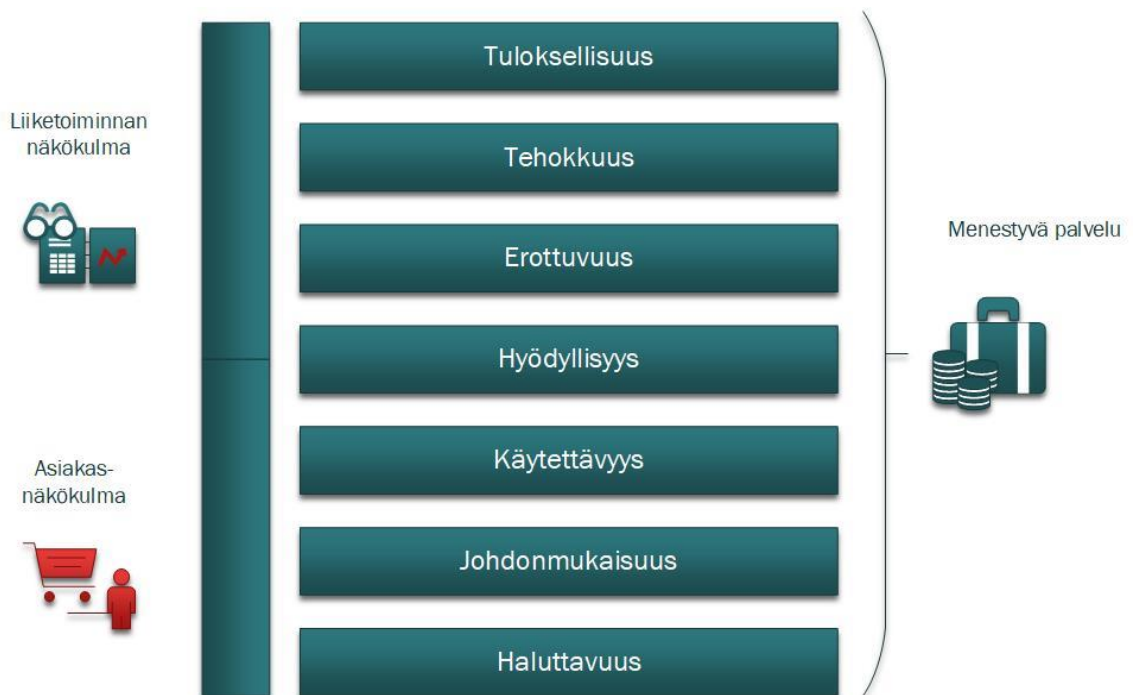 Liiketoiminnan
näkökulma
Asiakas-
näkökulma
Tuloksellisuus
Tehokkuus
Erottuvuus
Hyödyllisyys
Käytettävyys
Johdonmukaisuus
Haluttavuus
Menestyvä palvelu